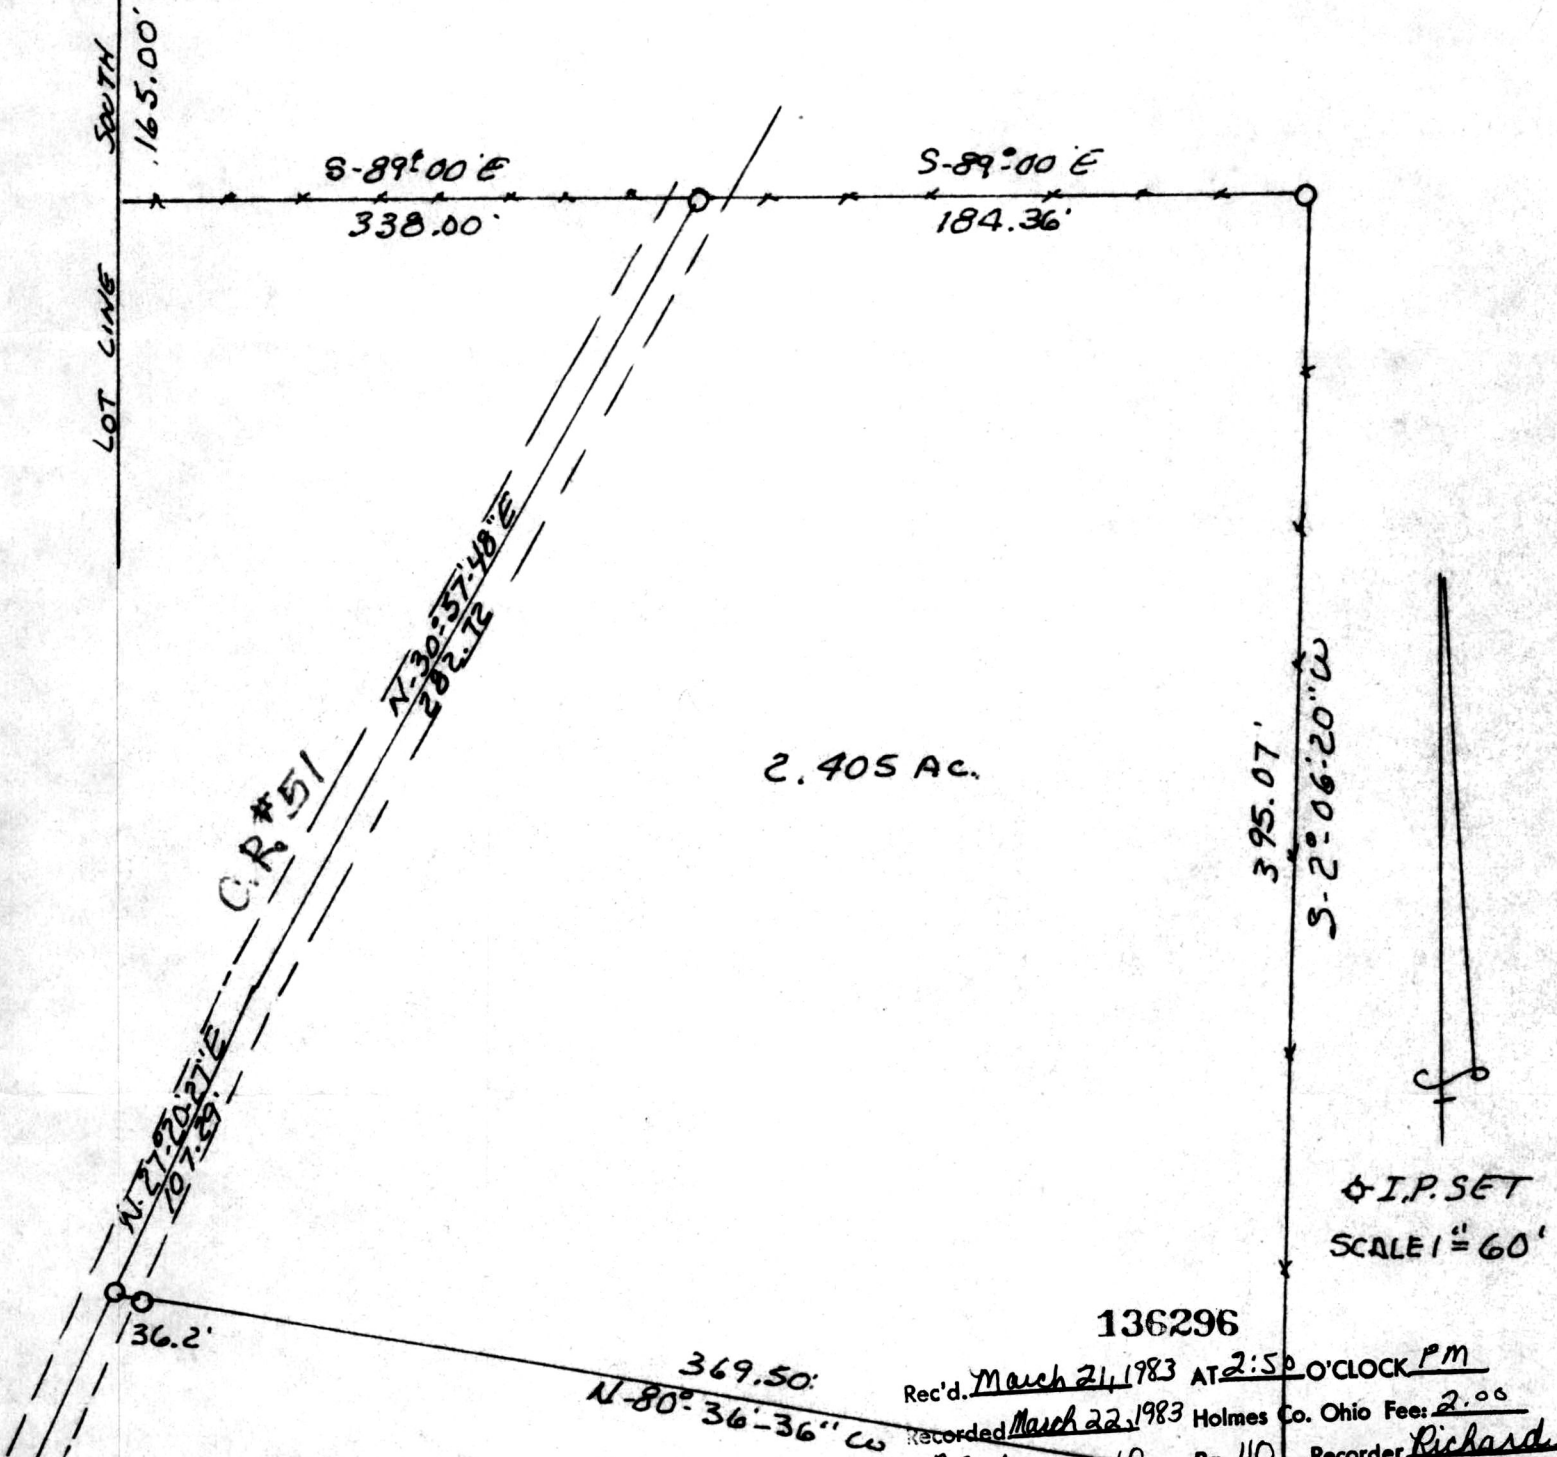 SOUTH
165.00'
LOT LINE
S-89°00'E
338.00'
S-89°00'E
184.36'
N-30°-57'-48"E
282.72
C.R #51
N-27°-20'-27"E
107.39'
2.405 AC.
395.07'
S-2°-06'-20"W
I.P. SET
SCALE 1"=60'
36.2'
369.50'
N-80°-36'-36"W
136296
Rec'd. March 21, 1983 AT 2:50 O'CLOCK PM
Recorded March 22, 1983 Holmes Co. Ohio Fee: 2.00
110 Recorder Richard